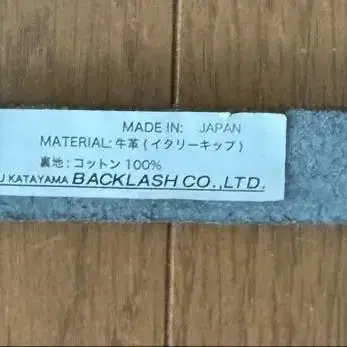 MADE IN: JAPAN
MATERIAL: 牛革 (イタリーキップ)
裏地: コットン 100%
U KATAYAMA BACKLASH CO.,LTD.